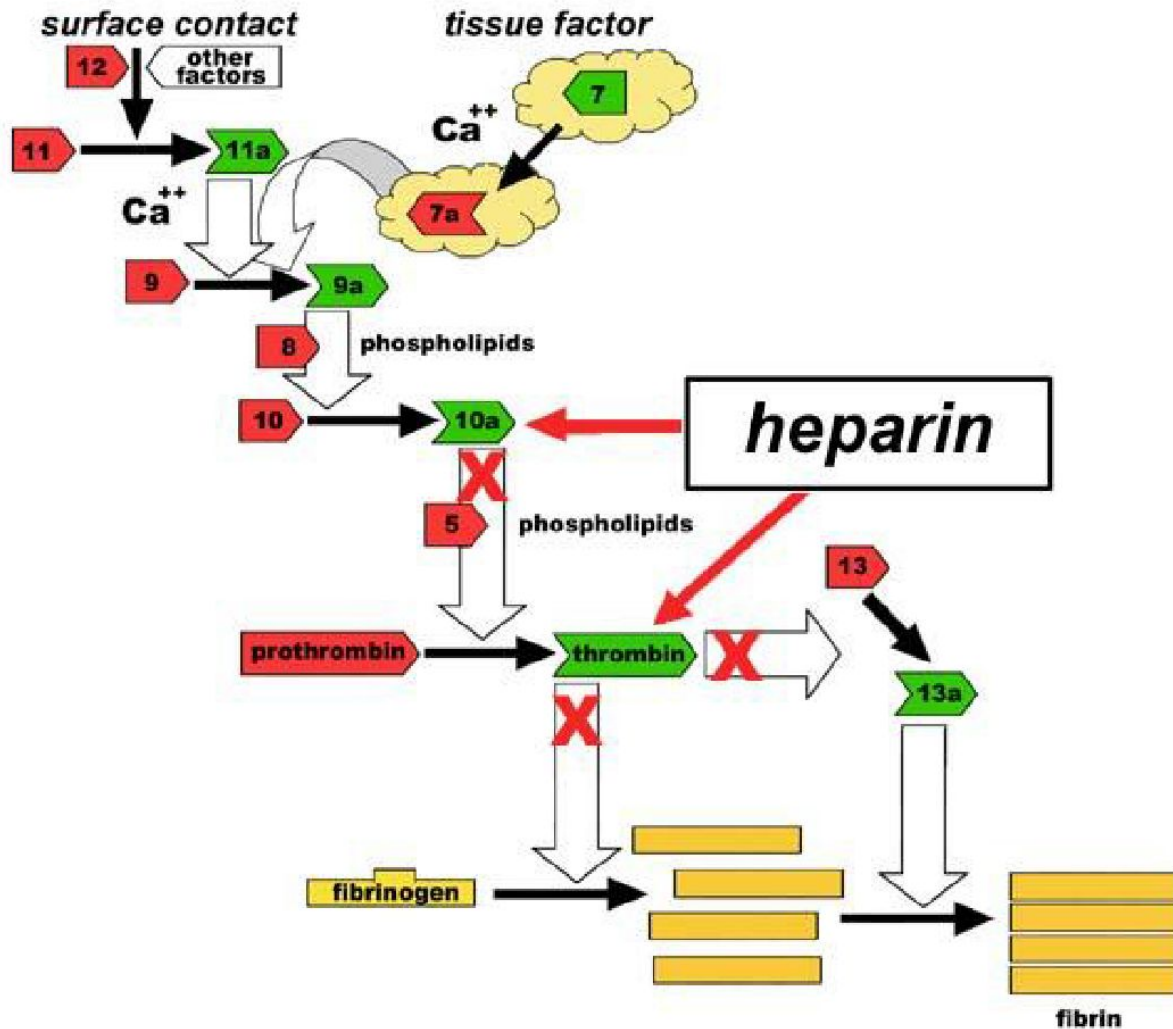 surface contact
tissue factor
12
other
factors
7
Ca++
11
11a
Ca++
7a
9
9a
8
phospholipids
10
10a
heparin
X
5
phospholipids
13
prothrombin
thrombin
X
13a
X
fibrinogen
fibrin